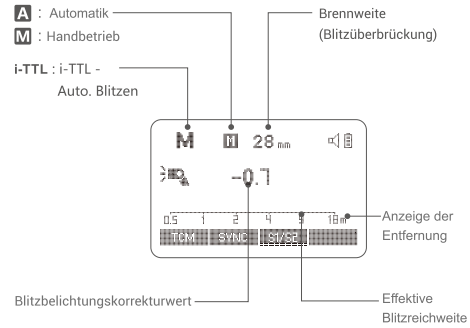 A : Automatik
M : Handbetrieb
i-TTL : i-TTL -
Auto. Blitzen
Brennweite
(Blitzüberbrückung)
M M 28 mm
-0.7
0.5 1 2 4 9 18 m
TCM SYNC S1/S2
Anzeige der
Entfernung
Blitzbelichtungskorrekturwert
Effektive
Blitzreichweite